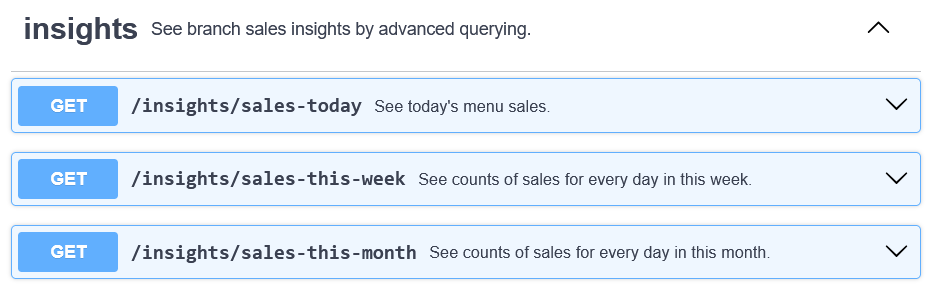 insights See branch sales insights by advanced querying.
GET /insights/sales-today See today's menu sales.
GET /insights/sales-this-week See counts of sales for every day in this week.
GET /insights/sales-this-month See counts of sales for every day in this month.